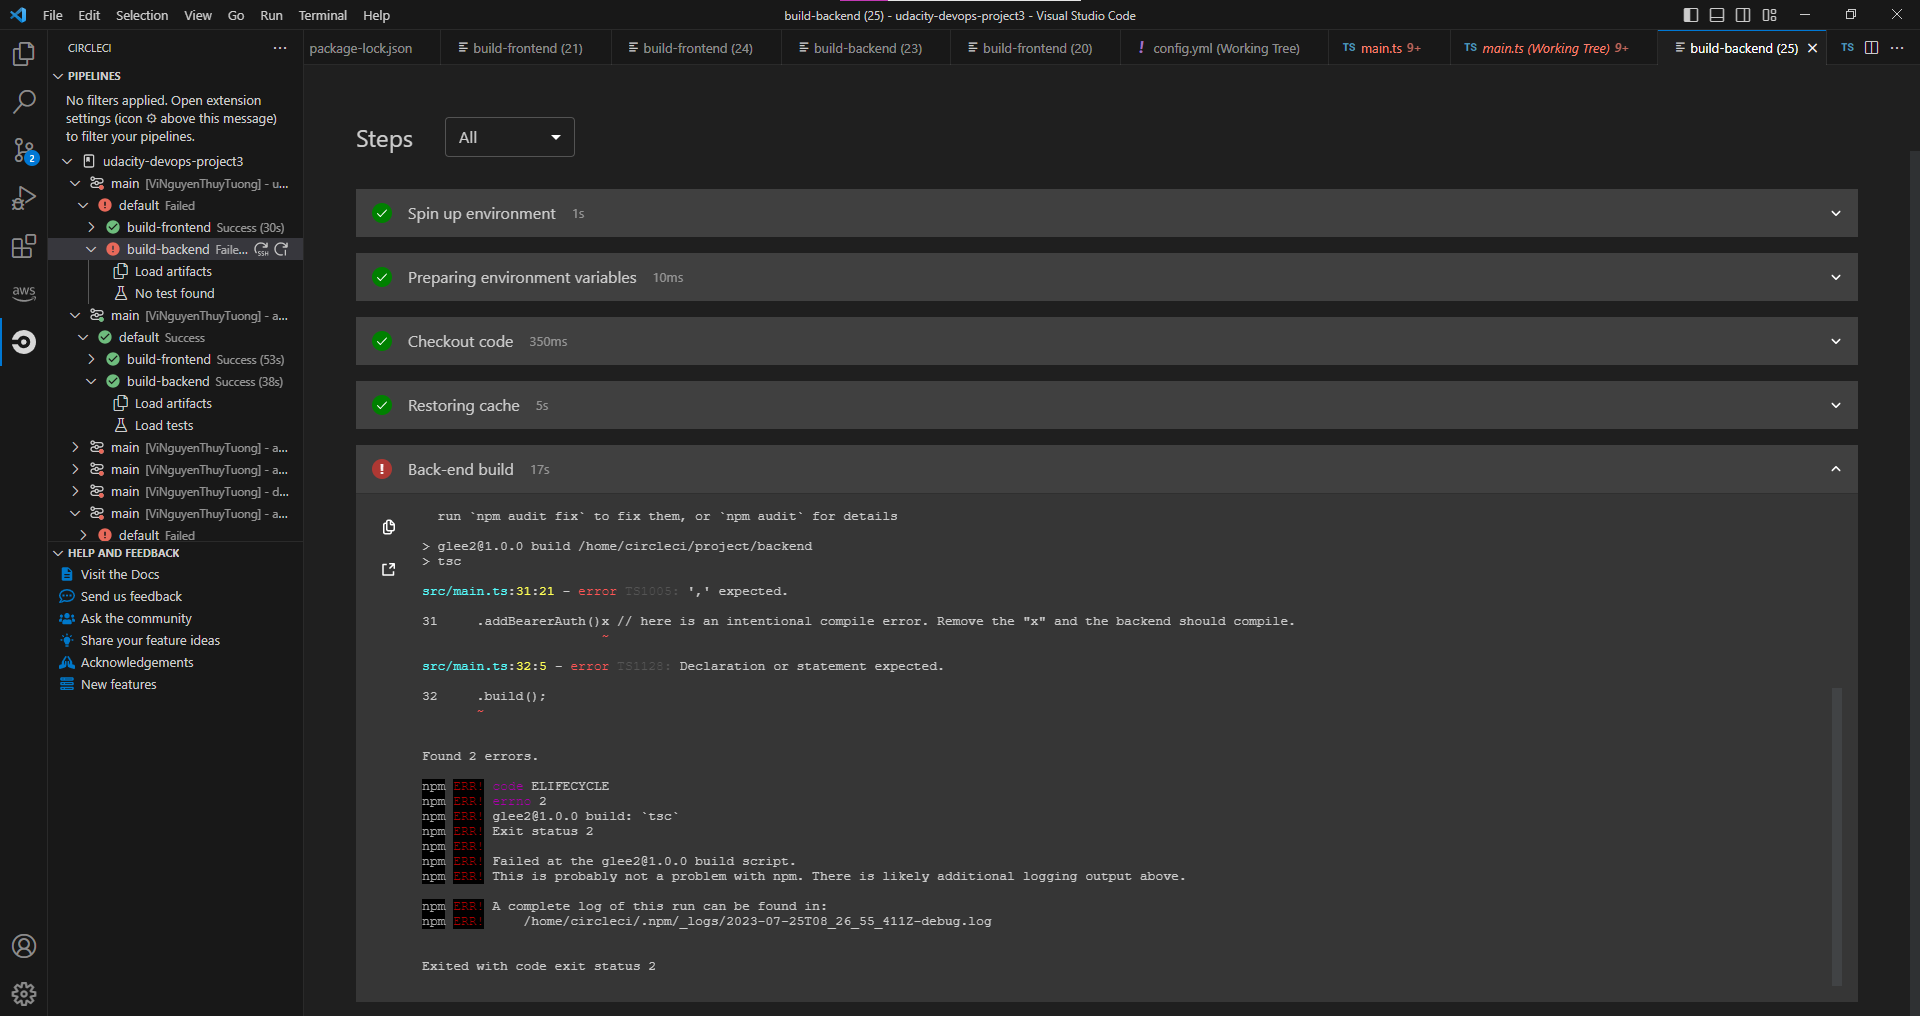 File Edit Selection View Go Run Terminal Help
build-backend (25) - udacity-devops-project3 - Visual Studio Code
CIRCLECI
package-lock.json
build-frontend (21)
build-frontend (24)
build-backend (23)
build-frontend (20)
! config.yml (Working Tree)
TS main.ts 9+
TS main.ts (Working Tree) 9+
build-backend (25)
TS
PIPELINES
No filters applied. Open extension
settings (icon ⚙ above this message)
to filter your pipelines.
udacity-devops-project3
main [ViNguyenThuyTuong] - u...
default Failed
build-frontend Success (30s)
build-backend Faile...
SSH
Load artifacts
No test found
main [ViNguyenThuyTuong] - a...
default Success
build-frontend Success (53s)
build-backend Success (38s)
Load artifacts
Load tests
main [ViNguyenThuyTuong] - a...
main [ViNguyenThuyTuong] - a...
main [ViNguyenThuyTuong] - d...
main [ViNguyenThuyTuong] - a...
default Failed
HELP AND FEEDBACK
Visit the Docs
Send us feedback
Ask the community
Share your feature ideas
Acknowledgements
New features
2
aws
Steps
All
Spin up environment 1s
Preparing environment variables 10ms
Checkout code 350ms
Restoring cache 5s
Back-end build 17s
run `npm audit fix` to fix them, or `npm audit` for details
> glee2@1.0.0 build /home/circleci/project/backend
> tsc
src/main.ts:31:21 - error TS1005: ',' expected.
31 .addBearerAuth()x // here is an intentional compile error. Remove the "x" and the backend should compile.
~
src/main.ts:32:5 - error TS1128: Declaration or statement expected.
32 .build();
~
Found 2 errors.
npm ERR! code ELIFECYCLE
npm ERR! errno 2
npm ERR! glee2@1.0.0 build: `tsc`
npm ERR! Exit status 2
npm ERR!
npm ERR! Failed at the glee2@1.0.0 build script.
npm ERR! This is probably not a problem with npm. There is likely additional logging output above.
npm ERR! A complete log of this run can be found in:
npm ERR! /home/circleci/.npm/_logs/2023-07-25T08_26_55_411Z-debug.log
Exited with code exit status 2